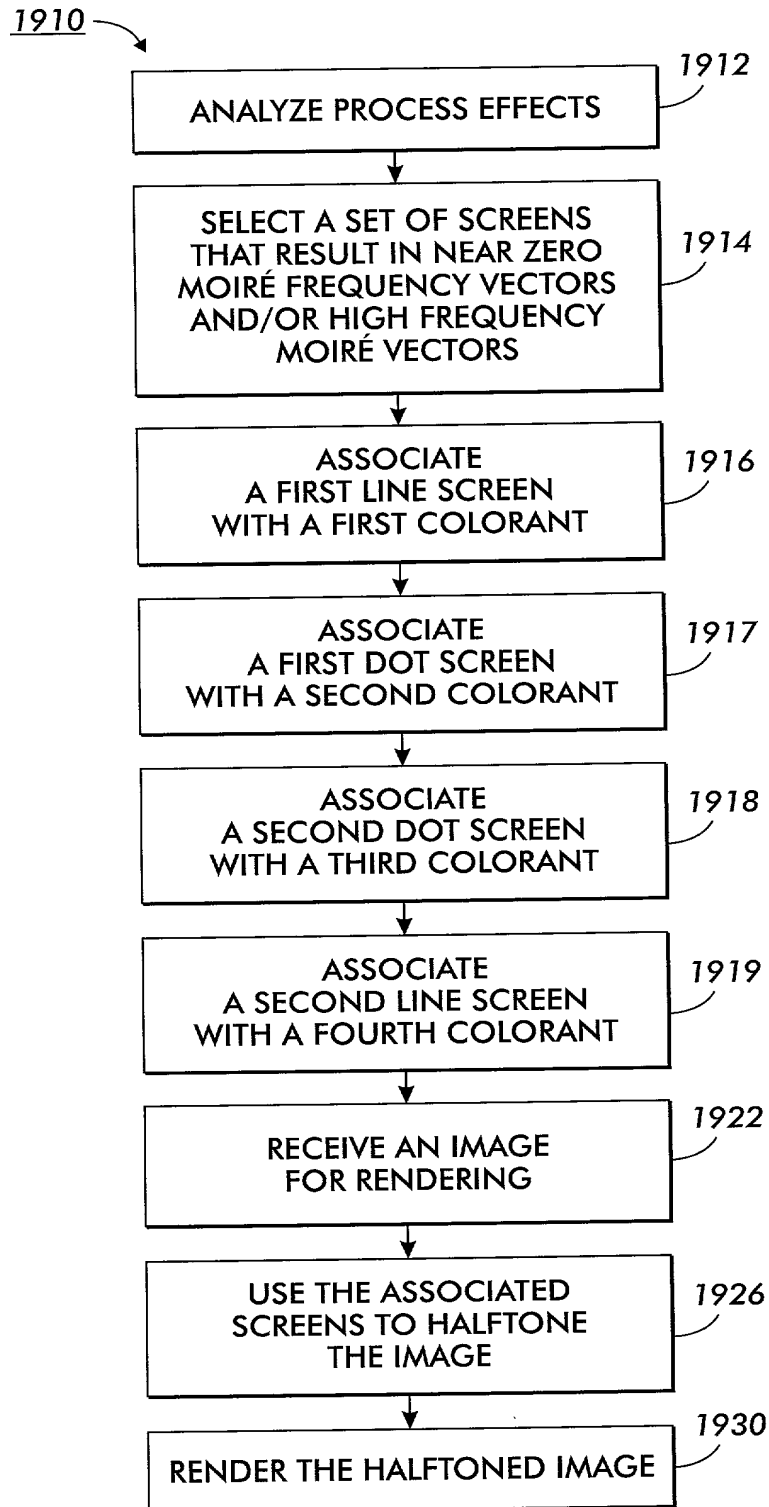 1910
1912
ANALYZE PROCESS EFFECTS
SELECT A SET OF SCREENS
THAT RESULT IN NEAR ZERO
MOIRÉ FREQUENCY VECTORS
AND/OR HIGH FREQUENCY
MOIRÉ VECTORS
1914
ASSOCIATE
A FIRST LINE SCREEN
WITH A FIRST COLORANT
1916
ASSOCIATE
A FIRST DOT SCREEN
WITH A SECOND COLORANT
1917
ASSOCIATE
A SECOND DOT SCREEN
WITH A THIRD COLORANT
1918
ASSOCIATE
A SECOND LINE SCREEN
WITH A FOURTH COLORANT
1919
RECEIVE AN IMAGE
FOR RENDERING
1922
USE THE ASSOCIATED
SCREENS TO HALFTONE
THE IMAGE
1926
RENDER THE HALFTONED IMAGE
1930